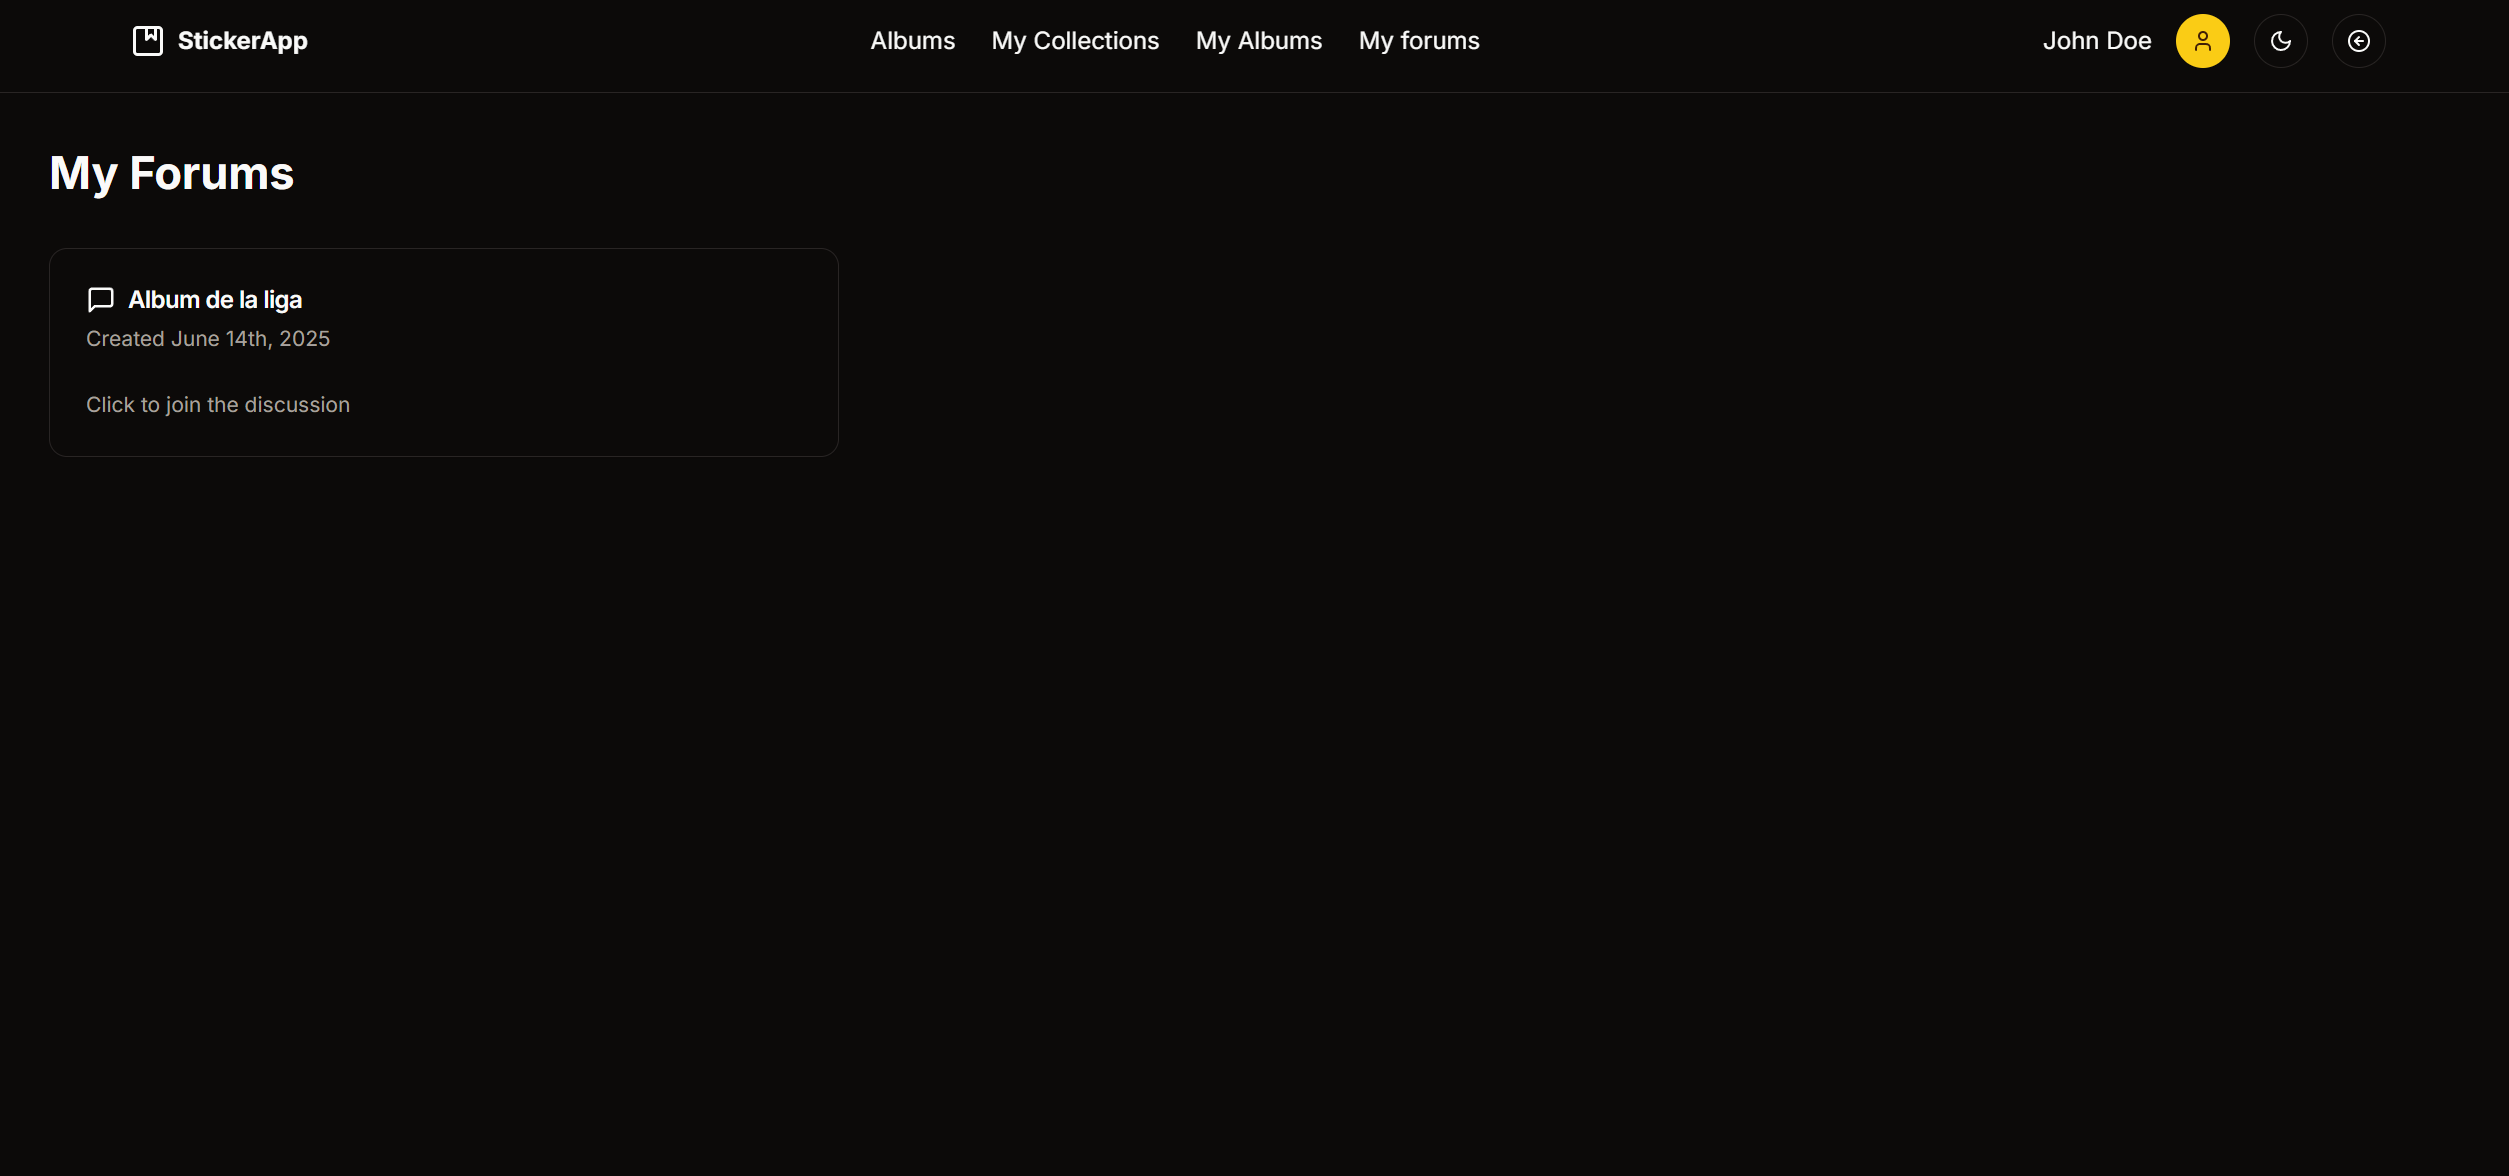 StickerApp
Albums My Collections My Albums My forums
John Doe
My Forums
Album de la liga
Created June 14th, 2025
Click to join the discussion